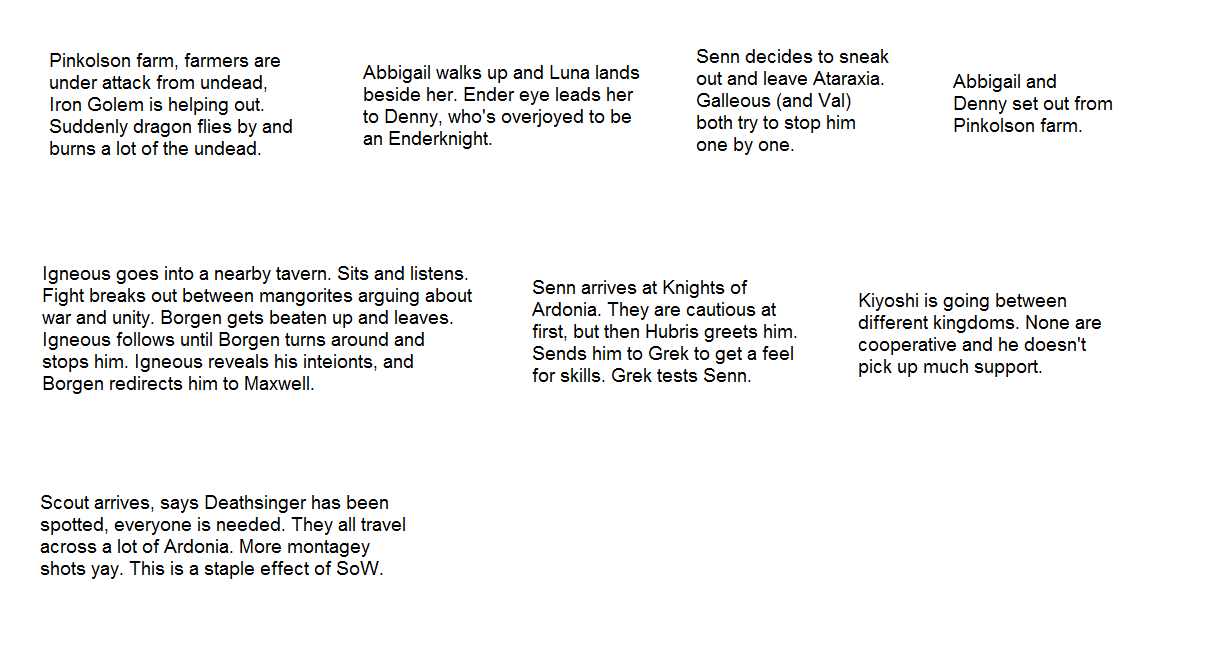 Pinkolson farm, farmers are
under attack from undead,
Iron Golem is helping out.
Suddenly dragon flies by and
burns a lot of the undead.
Abbigail walks up and Luna lands
beside her. Ender eye leads her
to Denny, who's overjoyed to be
an Enderknight.
Senn decides to sneak
out and leave Ataraxia.
Galleous (and Val)
both try to stop him
one by one.
Abbigail and
Denny set out from
Pinkolson farm.
Igneous goes into a nearby tavern. Sits and listens.
Fight breaks out between mangorites arguing about
war and unity. Borgen gets beaten up and leaves.
Igneous follows until Borgen turns around and
stops him. Igneous reveals his inteionts, and
Borgen redirects him to Maxwell.
Senn arrives at Knights of
Ardonia. They are cautious at
first, but then Hubris greets him.
Sends him to Grek to get a feel
for skills. Grek tests Senn.
Kiyoshi is going between
different kingdoms. None are
cooperative and he doesn't
pick up much support.
Scout arrives, says Deathsinger has been
spotted, everyone is needed. They all travel
across a lot of Ardonia. More montagey
shots yay. This is a staple effect of SoW.